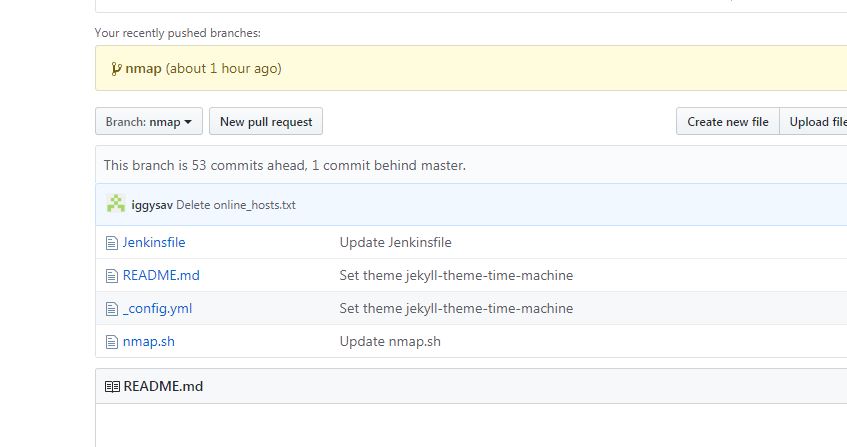 Your recently pushed branches:
nmap (about 1 hour ago)
Branch: nmap New pull request Create new file Upload file
This branch is 53 commits ahead, 1 commit behind master.
iggysav Delete online_hosts.txt
Jenkinsfile Update Jenkinsfile
README.md Set theme jekyll-theme-time-machine
_config.yml Set theme jekyll-theme-time-machine
nmap.sh Update nmap.sh
README.md